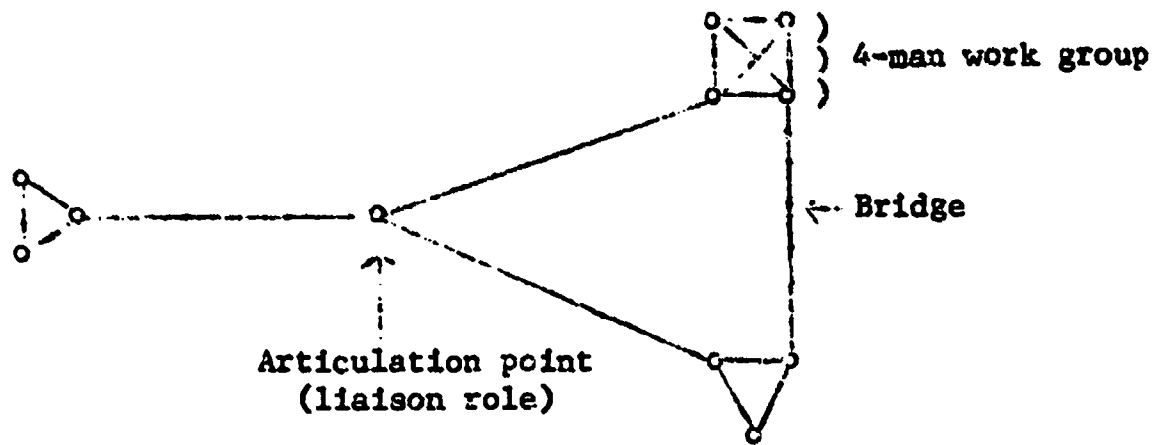 4-man work group
Bridge
Articulation point
(liaison role)